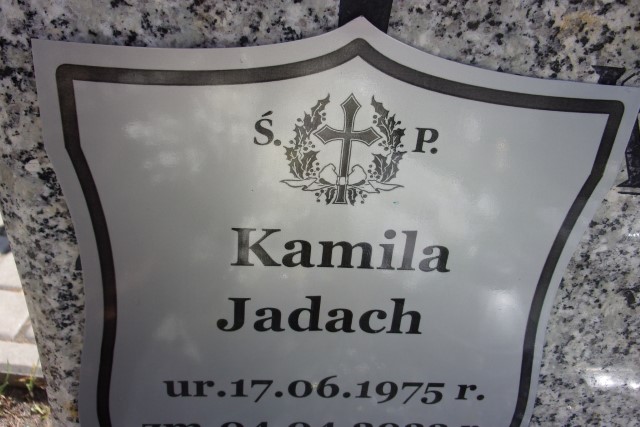 Ś. P.
Kamila
Jadach
ur.17.06.1975 r.